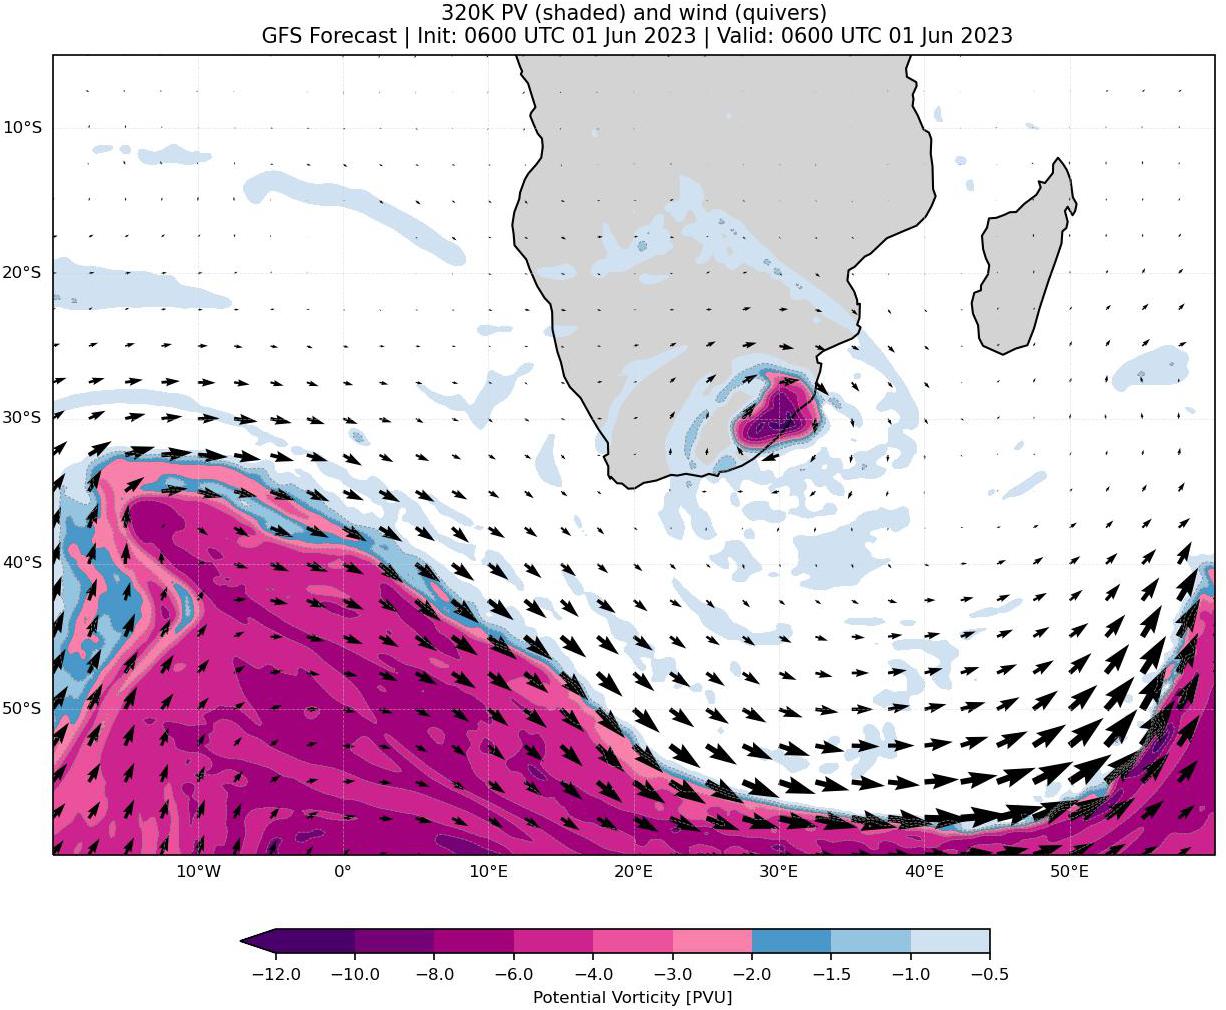 320K PV (shaded) and wind (quivers)
GFS Forecast | Init: 0600 UTC 01 Jun 2023 | Valid: 0600 UTC 01 Jun 2023
10°S
20°S
30°S
40°S
50°S
10°W 0° 10°E 20°E 30°E 40°E 50°E
−12.0 −10.0 −8.0 −6.0 −4.0 −3.0 −2.0 −1.5 −1.0 −0.5
Potential Vorticity [PVU]